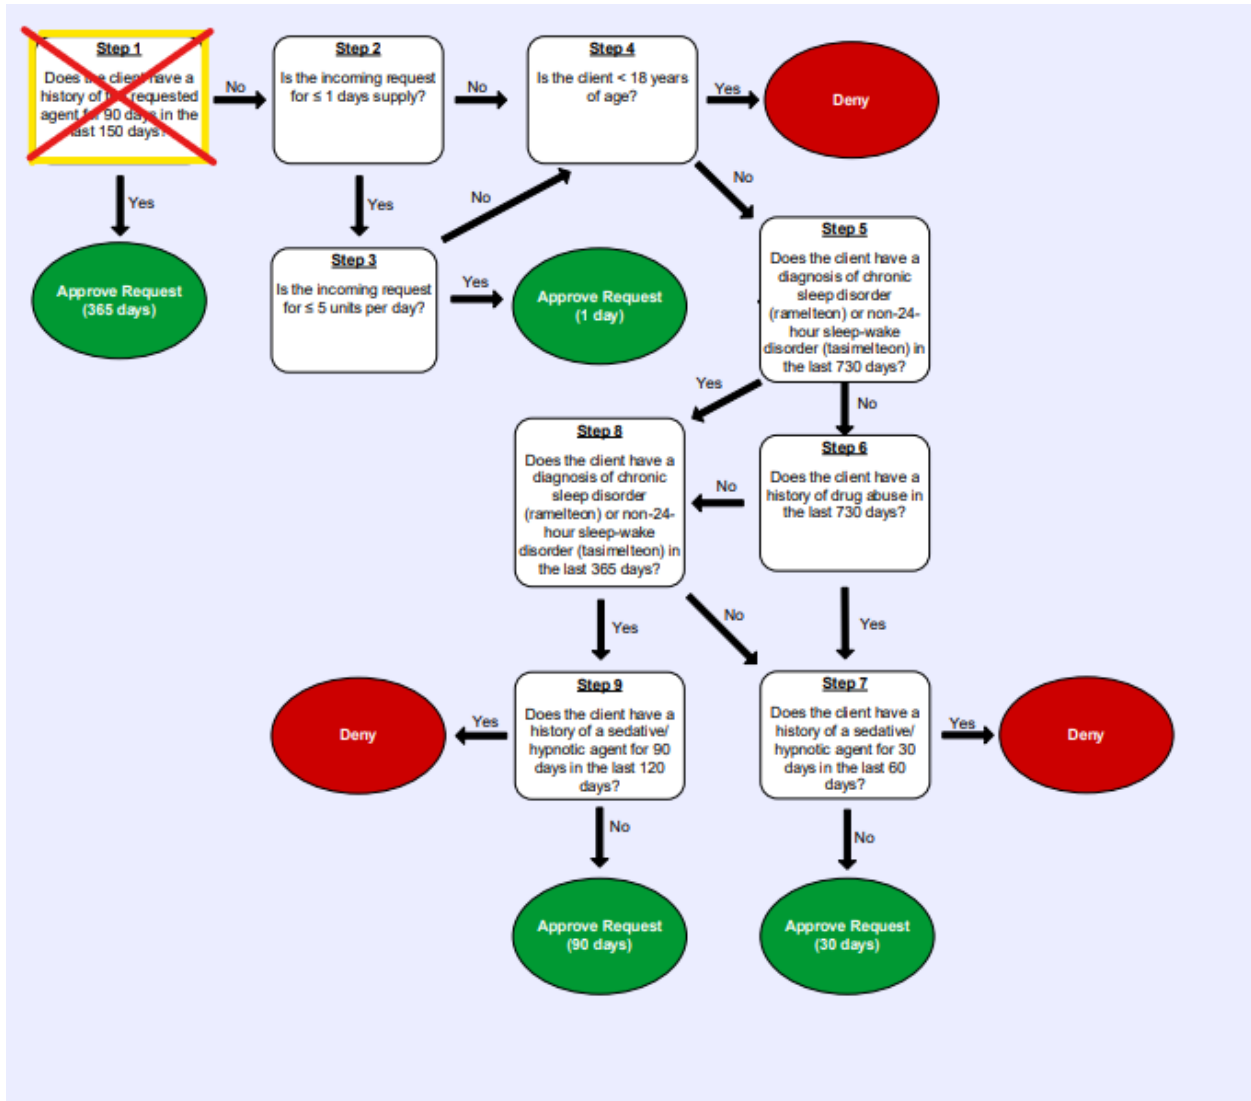 Step 1
Does the client have a
history of the requested
agent for 90 days in the
last 150 days?
No
Yes
Approve Request
(365 days)
Step 2
Is the incoming request
for ≤ 1 days supply?
No
Yes
Step 3
Is the incoming request
for ≤ 5 units per day?
No
Yes
Approve Request
(1 day)
Step 4
Is the client < 18 years
of age?
Yes
Deny
No
Step 5
Does the client have a
diagnosis of chronic
sleep disorder
(ramelteon) or non-24-
hour sleep-wake
disorder (tasimelteon) in
the last 730 days?
Yes
No
Step 6
Does the client have a
history of drug abuse in
the last 730 days?
No
Yes
Step 8
Does the client have a
diagnosis of chronic
sleep disorder
(ramelteon) or non-24-
hour sleep-wake
disorder (tasimelteon) in
the last 365 days?
Yes
No
Step 9
Does the client have a
history of a sedative/
hypnotic agent for 90
days in the last 120
days?
Yes
Deny
No
Approve Request
(90 days)
Step 7
Does the client have a
history of a sedative/
hypnotic agent for 30
days in the last 60
days?
Yes
Deny
No
Approve Request
(30 days)